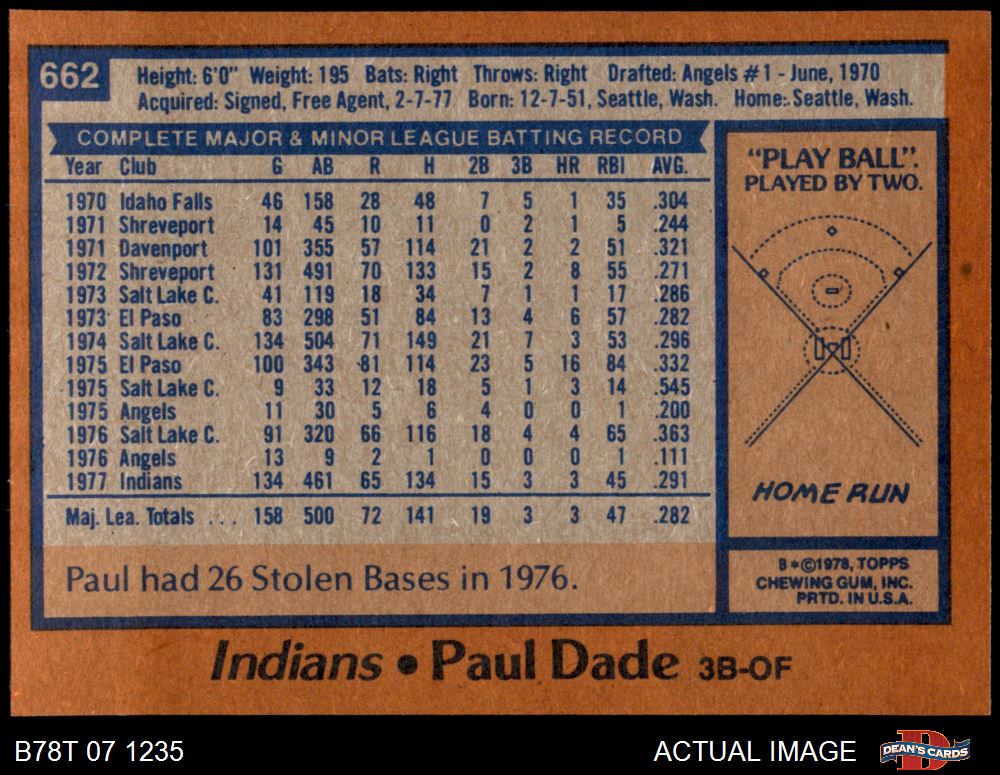 662
Height: 6'0" Weight: 195 Bats: Right Throws: Right Drafted: Angels #1 - June, 1970
Acquired: Signed, Free Agent, 2-7-77 Born: 12-7-51, Seattle, Wash. Home: Seattle, Wash.
COMPLETE MAJOR & MINOR LEAGUE BATTING RECORD
Year Club G AB R H 2B 3B HR RBI AVG.
1970 Idaho Falls 46 158 28 48 7 5 1 35 .304
1971 Shreveport 14 45 10 11 0 2 1 5 .244
1971 Davenport 101 355 57 114 21 2 2 51 .321
1972 Shreveport 131 491 70 133 15 2 8 55 .271
1973 Salt Lake C. 41 119 18 34 7 1 1 17 .286
1973 El Paso 83 298 51 84 13 4 6 57 .282
1974 Salt Lake C. 134 504 71 149 21 7 3 53 .296
1975 El Paso 100 343 81 114 23 5 16 84 .332
1975 Salt Lake C. 9 33 12 18 5 1 3 14 .545
1975 Angels 11 30 5 6 4 0 0 1 .200
1976 Salt Lake C. 91 320 66 116 18 4 4 65 .363
1976 Angels 13 9 2 1 0 0 0 1 .111
1977 Indians 134 461 65 134 15 3 3 45 .291
Maj. Lea. Totals ... 158 500 72 141 19 3 3 47 .282
Paul had 26 Stolen Bases in 1976.
"PLAY BALL".
PLAYED BY TWO.
HOME RUN
B*©1978, TOPPS
CHEWING GUM, INC.
PRTD. IN U.S.A.
Indians • Paul Dade 3B-OF
B78T 07 1235
ACTUAL IMAGE
D
DEAN'S CARDS